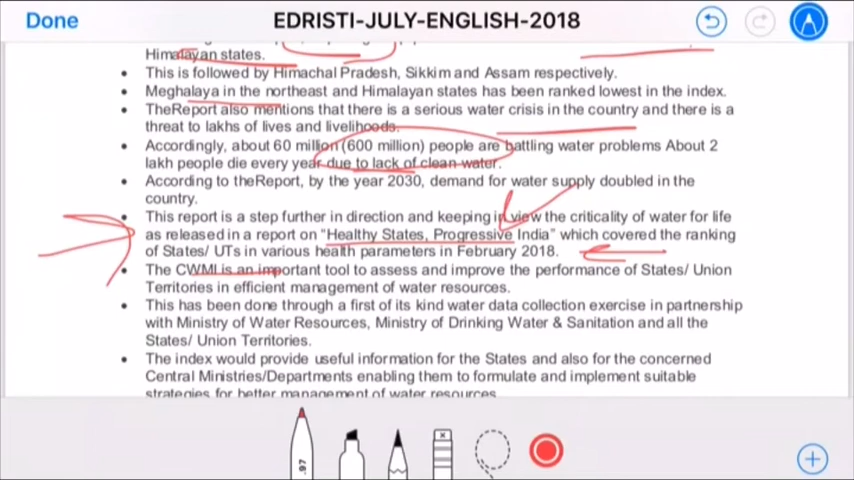 Done
EDRISTI-JULY-ENGLISH-2018
Himalayan states.
• This is followed by Himachal Pradesh, Sikkim and Assam respectively.
• Meghalaya in the northeast and Himalayan states has been ranked lowest in the index.
• TheReport also mentions that there is a serious water crisis in the country and there is a
threat to lakhs of lives and livelihoods.
• Accordingly, about 60 million (600 million) people are battling water problems About 2
lakh people die every year due to lack of clean water.
• According to theReport, by the year 2030, demand for water supply doubled in the
country.
• This report is a step further in direction and keeping in view the criticality of water for life
as released in a report on "Healthy States, Progressive India" which covered the ranking
of States/ UTs in various health parameters in February 2018.
• The CWMI is an important tool to assess and improve the performance of States/ Union
Territories in efficient management of water resources.
• This has been done through a first of its kind water data collection exercise in partnership
with Ministry of Water Resources, Ministry of Drinking Water & Sanitation and all the
States/ Union Territories.
• The index would provide useful information for the States and also for the concerned
Central Ministries/Departments enabling them to formulate and implement suitable
strategies for better management of water resources
.97